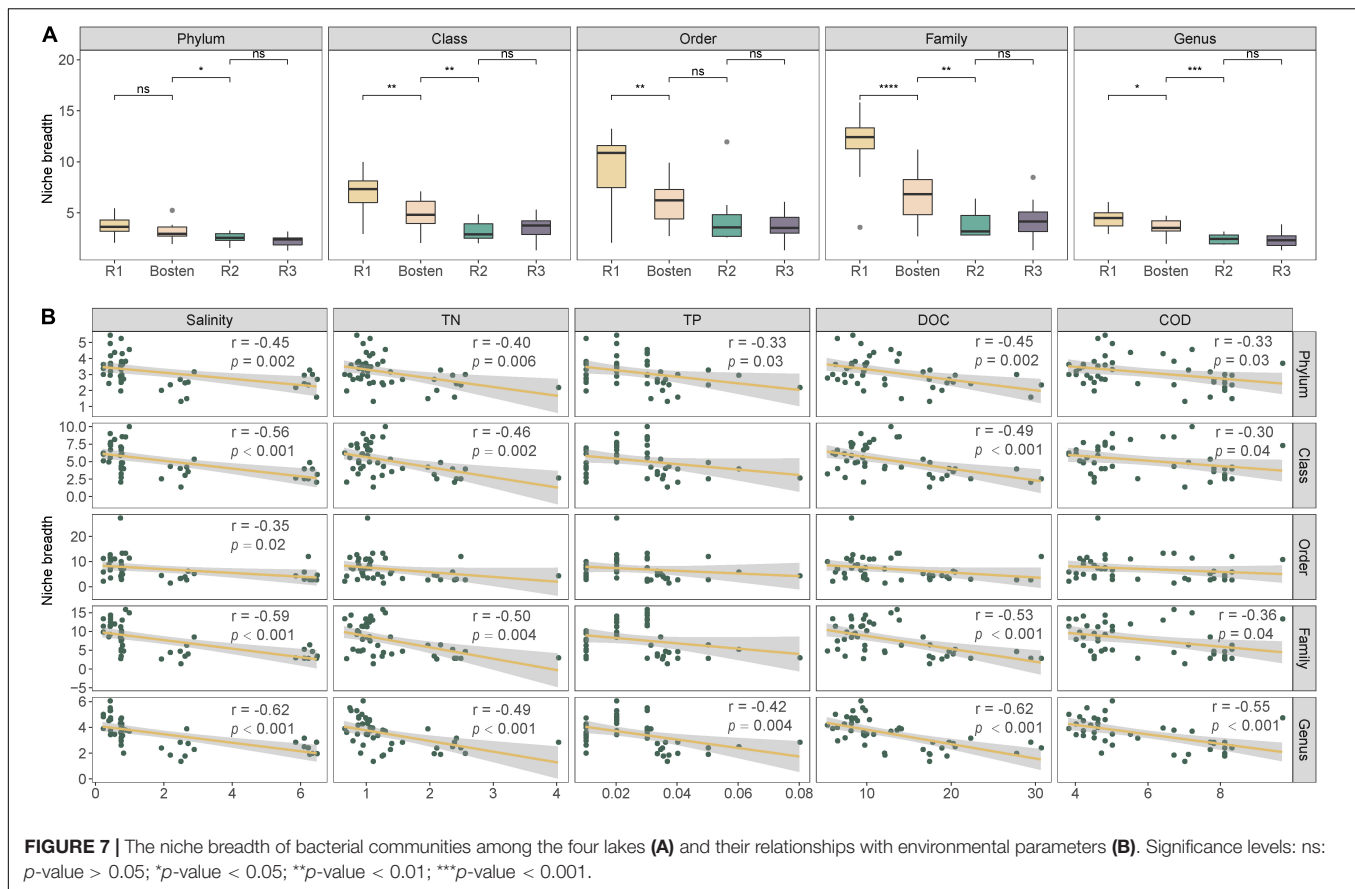 A
Phylum Class Order Family Genus
ns * ns
** ** ns
** ns ns
**** ** ns
* *** ns
Niche breadth
20
15
10
5
R1 Bosten R2 R3 R1 Bosten R2 R3 R1 Bosten R2 R3 R1 Bosten R2 R3 R1 Bosten R2 R3
B
Salinity TN TP DOC COD
5
4
3
2
1
r = -0.45 r = -0.40 r = -0.33 r = -0.45 r = -0.33
p = 0.002 p = 0.006 p = 0.03 p = 0.002 p = 0.03
Phylum
10.0
7.5
5.0
2.5
0.0
r = -0.56 r = -0.46 r = -0.49 r = -0.30
p < 0.001 p = 0.002 p < 0.001 p = 0.04
Class
Niche breadth
20
10
0
r = -0.35
p = 0.02
Order
15
10
5
0
−5
r = -0.59 r = -0.50 r = -0.53 r = -0.36
p < 0.001 p = 0.004 p < 0.001 p = 0.04
Family
6
4
2
0
r = -0.62 r = -0.49 r = -0.42 r = -0.62 r = -0.55
p < 0.001 p < 0.001 p = 0.004 p < 0.001 p < 0.001
Genus
0 2 4 6 1 2 3 4 0.02 0.04 0.06 0.08 10 20 30 4 6 8
FIGURE 7 | The niche breadth of bacterial communities among the four lakes (A) and their relationships with environmental parameters (B). Significance levels: ns:
p-value > 0.05; *p-value < 0.05; **p-value < 0.01; ***p-value < 0.001.